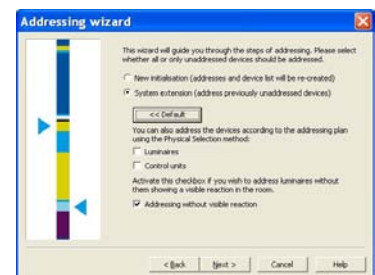 Addressing wizard
This wizard will guide you through the steps of addressing. Please select
whether all or only unaddressed devices should be addressed.
New initialisation (addresses and device list will be re-created)
System extension (address previously unaddressed devices)
<< Default
You can also address the devices according to the addressing plan
using the Physical Selection method:
Luminaires
Control units
Activate this checkbox if you wish to address luminaires without
them showing a visible reaction in the room.
Addressing without visible reaction
< Back Next > Cancel Help